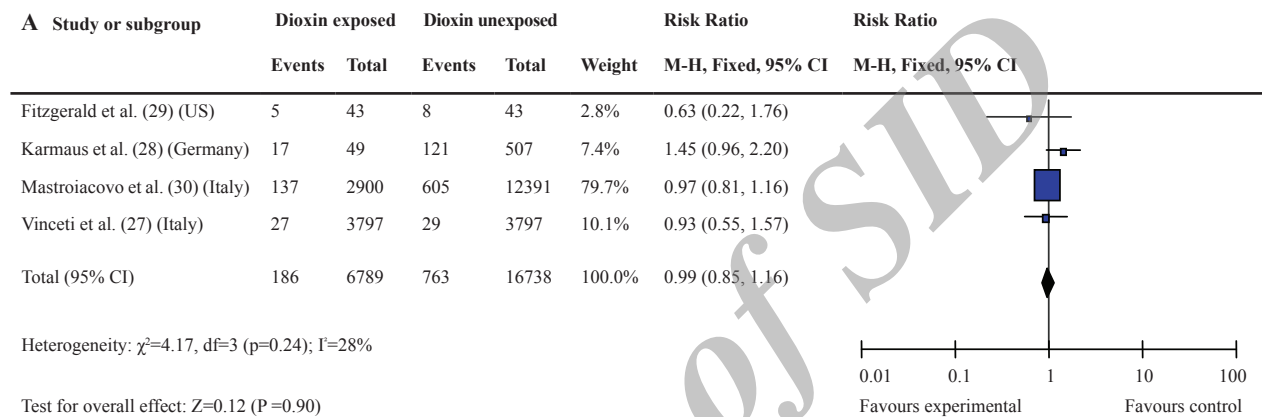 A Study or subgroup Dioxin exposed Dioxin unexposed Risk Ratio Risk Ratio
Events Total Events Total Weight M-H, Fixed, 95% CI M-H, Fixed, 95% CI
Fitzgerald et al. (29) (US) 5 43 8 43 2.8% 0.63 (0.22, 1.76)
Karmaus et al. (28) (Germany) 17 49 121 507 7.4% 1.45 (0.96, 2.20)
Mastroiacovo et al. (30) (Italy) 137 2900 605 12391 79.7% 0.97 (0.81, 1.16)
Vinceti et al. (27) (Italy) 27 3797 29 3797 10.1% 0.93 (0.55, 1.57)
Total (95% CI) 186 6789 763 16738 100.0% 0.99 (0.85, 1.16)
Heterogeneity: χ²=4.17, df=3 (p=0.24); I²=28%
0.01 0.1 1 10 100
Test for overall effect: Z=0.12 (P =0.90) Favours experimental Favours control
of SID